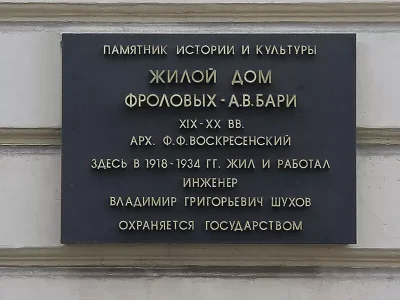 ПАМЯТНИК ИСТОРИИ И КУЛЬТУРЫ
ЖИЛОЙ ДОМ
ФРОЛОВЫХ - А.В.БАРИ
XIX-XX ВВ.
АРХ. Ф.Ф.ВОСКРЕСЕНСКИЙ
ЗДЕСЬ В 1918-1934 ГГ. ЖИЛ И РАБОТАЛ
ИНЖЕНЕР
ВЛАДИМИР ГРИГОРЬЕВИЧ ШУХОВ
ОХРАНЯЕТСЯ ГОСУДАРСТВОМ